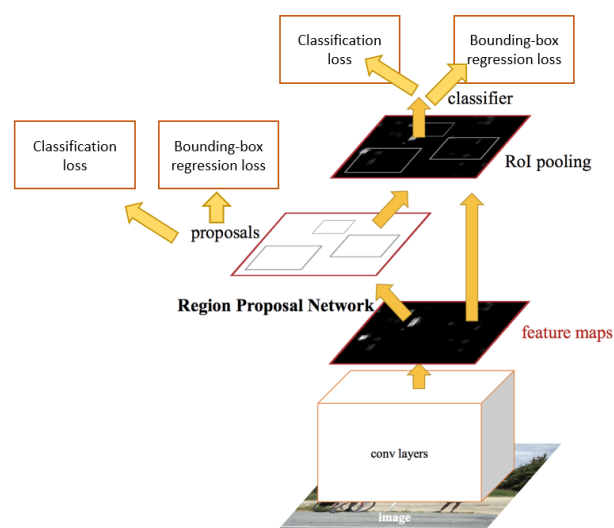 Classification
loss
Bounding-box
regression loss
classifier
Classification
loss
Bounding-box
regression loss
RoI pooling
proposals
Region Proposal Network
feature maps
conv layers
image